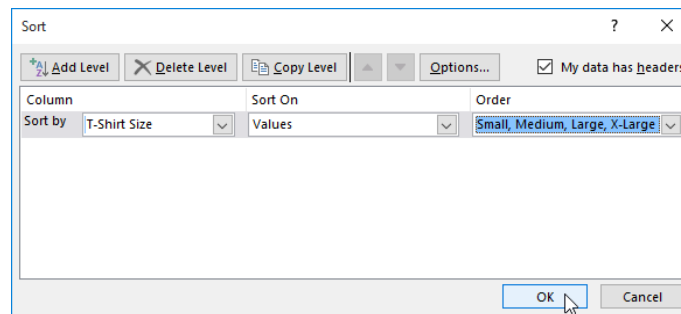 Sort ?
Add Level Delete Level Copy Level Options... My data has headers
Column Sort On Order
Sort by T-Shirt Size Values Small, Medium, Large, X-Large
OK Cancel